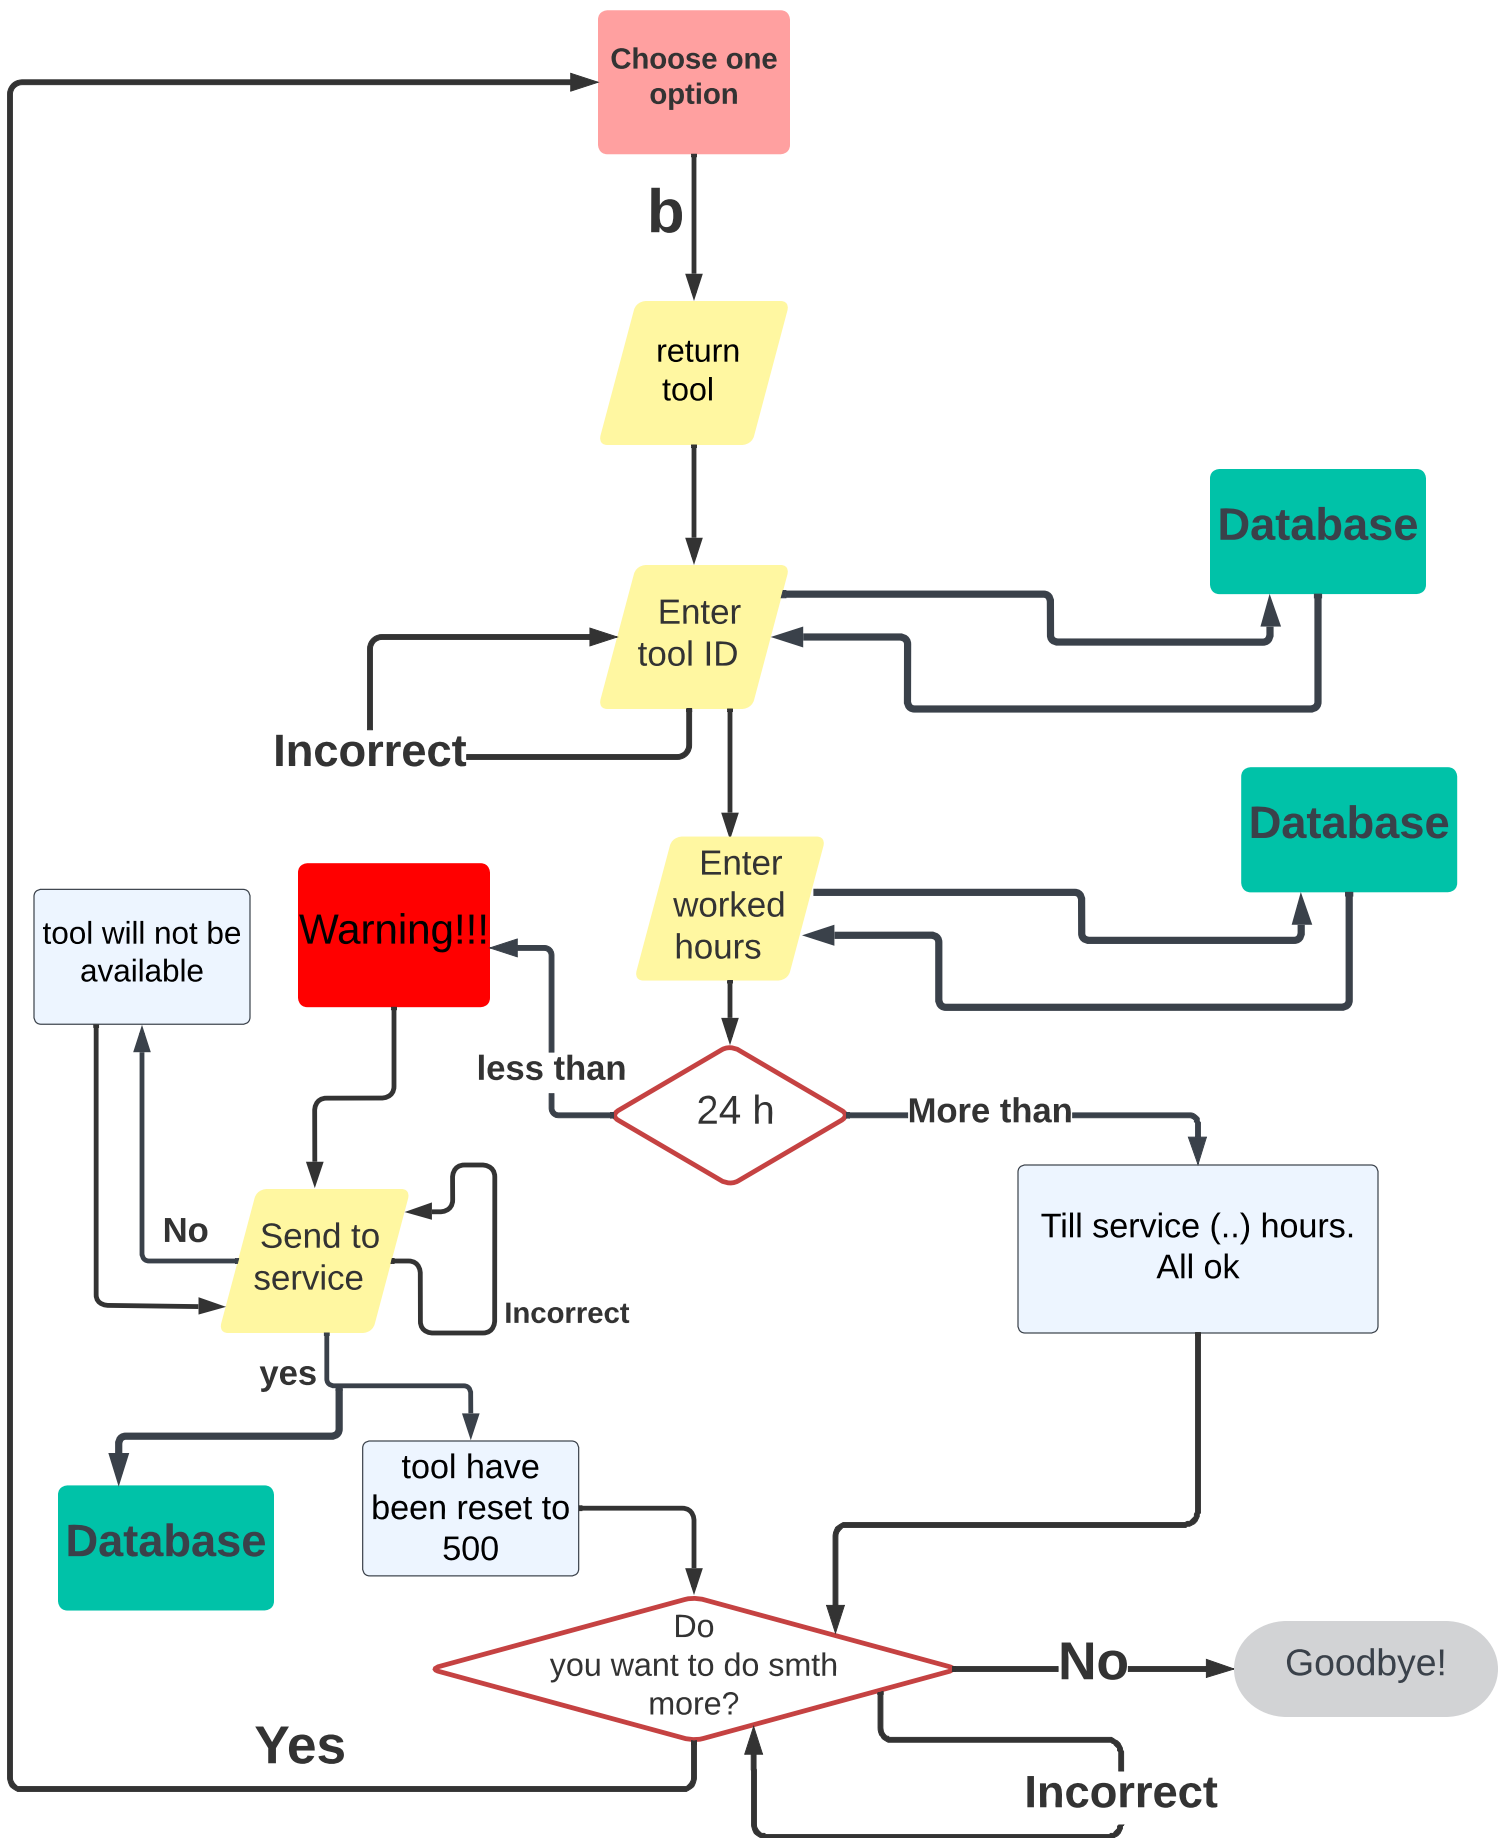 Choose one
option
b
return
tool
Database
Enter
tool ID
Incorrect
Database
Enter
worked
hours
Warning!!!
tool will not be
available
less than
24 h
More than
No
Send to
service
Incorrect
Till service (..) hours.
All ok
yes
tool have
been reset to
500
Database
Do
you want to do smth
more?
No
Goodbye!
Yes
Incorrect